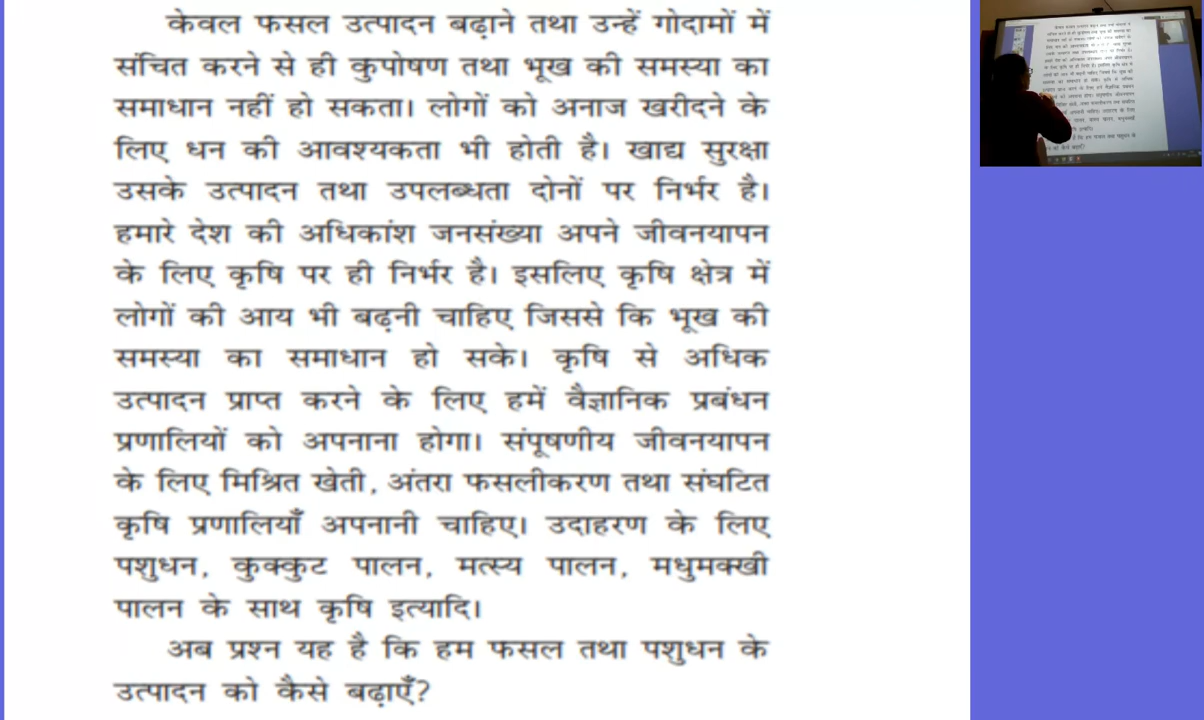 केवल फसल उत्पादन बढ़ाने तथा उन्हें गोदामों में
संचित करने से ही कुपोषण तथा भूख की समस्या का
समाधान नहीं हो सकता। लोगों को अनाज खरीदने के
लिए धन की आवश्यकता भी होती है। खाद्य सुरक्षा
उसके उत्पादन तथा उपलब्धता दोनों पर निर्भर है।
हमारे देश की अधिकांश जनसंख्या अपने जीवनयापन
के लिए कृषि पर ही निर्भर है। इसलिए कृषि क्षेत्र में
लोगों की आय भी बढ़नी चाहिए जिससे कि भूख की
समस्या का समाधान हो सके। कृषि से अधिक
उत्पादन प्राप्त करने के लिए हमें वैज्ञानिक प्रबंधन
प्रणालियों को अपनाना होगा। संपूषणीय जीवनयापन
के लिए मिश्रित खेती, अंतरा फसलीकरण तथा संघटित
कृषि प्रणालियाँ अपनानी चाहिए। उदाहरण के लिए
पशुधन, कुक्कुट पालन, मत्स्य पालन, मधुमक्खी
पालन के साथ कृषि इत्यादि।
अब प्रश्न यह है कि हम फसल तथा पशुधन के
उत्पादन को कैसे बढ़ाएँ?